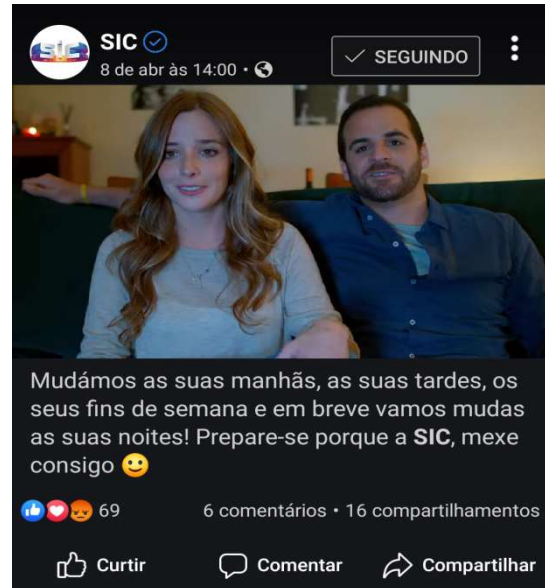 SIC
SIC
8 de abr às 14:00 •
SEGUINDO
Mudámos as suas manhãs, as suas tardes, os
seus fins de semana e em breve vamos mudas
as suas noites! Prepare-se porque a SIC, mexe
consigo
69
6 comentários • 16 compartilhamentos
Curtir
Comentar
Compartilhar